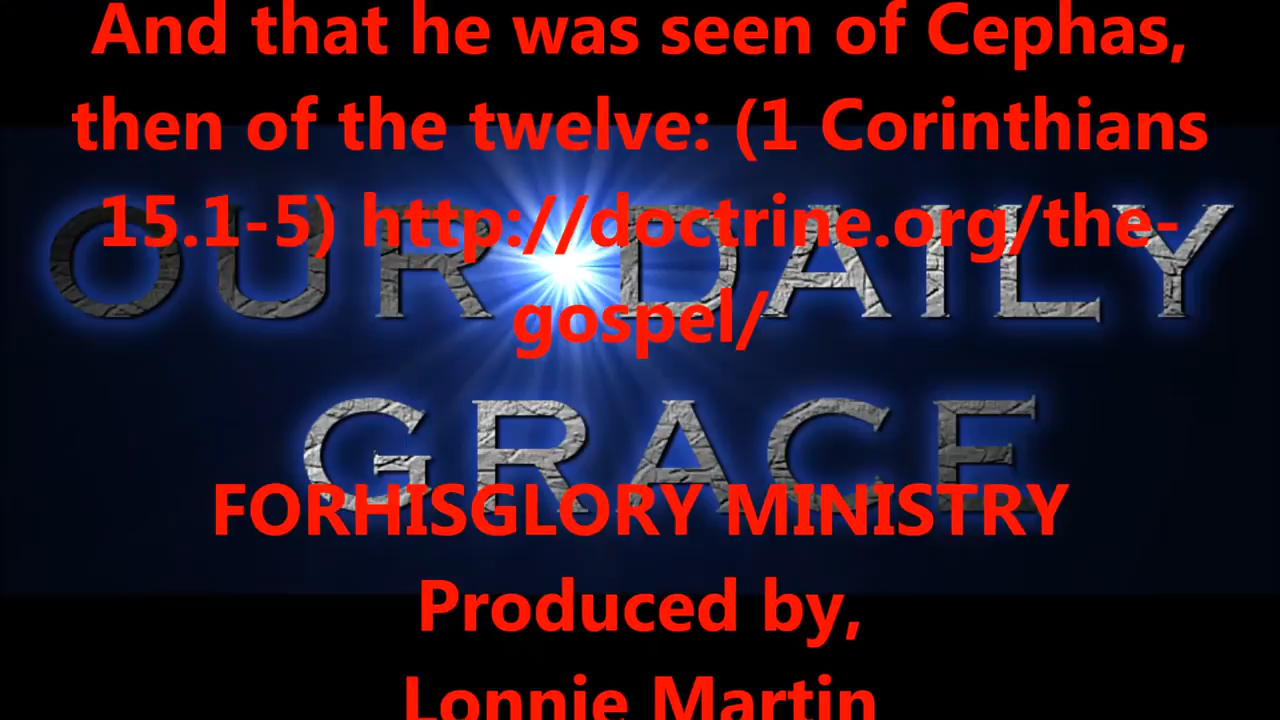 And that he was seen of Cephas,
then of the twelve: (1 Corinthians
15.1-5) http://doctrine.org/the-
gospel/
OUR DAILY
GRACE
FORHISGLORY MINISTRY
Produced by,
Lonnie Martin